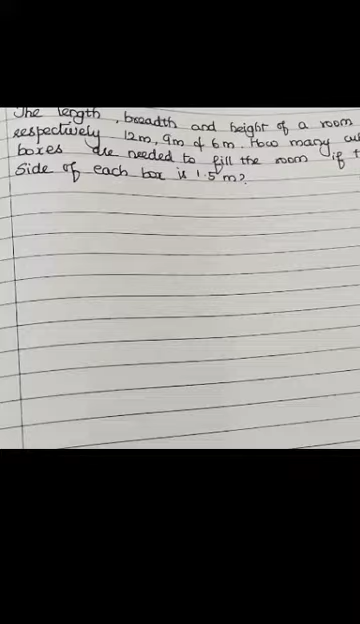 The length, breadth and height of a room
respectively 12m, 9m & 6m. How many
boxes are needed to fill the room if
side of each box is 1.5m?